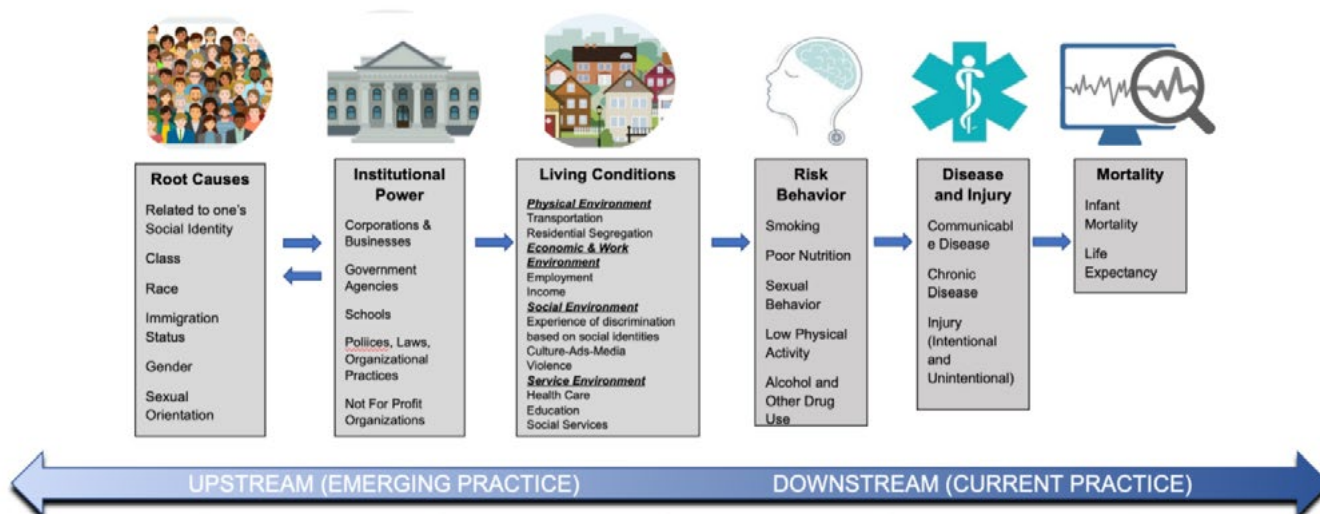 Root Causes
Related to one's
Social Identity
Class
Race
Immigration
Status
Gender
Sexual
Orientation
Institutional
Power
Corporations &
Businesses
Government
Agencies
Schools
Poliices, Laws,
Organizational
Practices
Not For Profit
Organizations
Living Conditions
Physical Environment
Transportation
Residential Segregation
Economic & Work
Environment
Employment
Income
Social Environment
Experience of discrimination
based on social identities
Culture-Ads-Media
Violence
Service Environment
Health Care
Education
Social Services
Risk
Behavior
Smoking
Poor Nutrition
Sexual
Behavior
Low Physical
Activity
Alcohol and
Other Drug
Use
Disease
and Injury
Communicabl
e Disease
Chronic
Disease
Injury
(Intentional
and
Unintentional)
Mortality
Infant
Mortality
Life
Expectancy
UPSTREAM (EMERGING PRACTICE)
DOWNSTREAM (CURRENT PRACTICE)